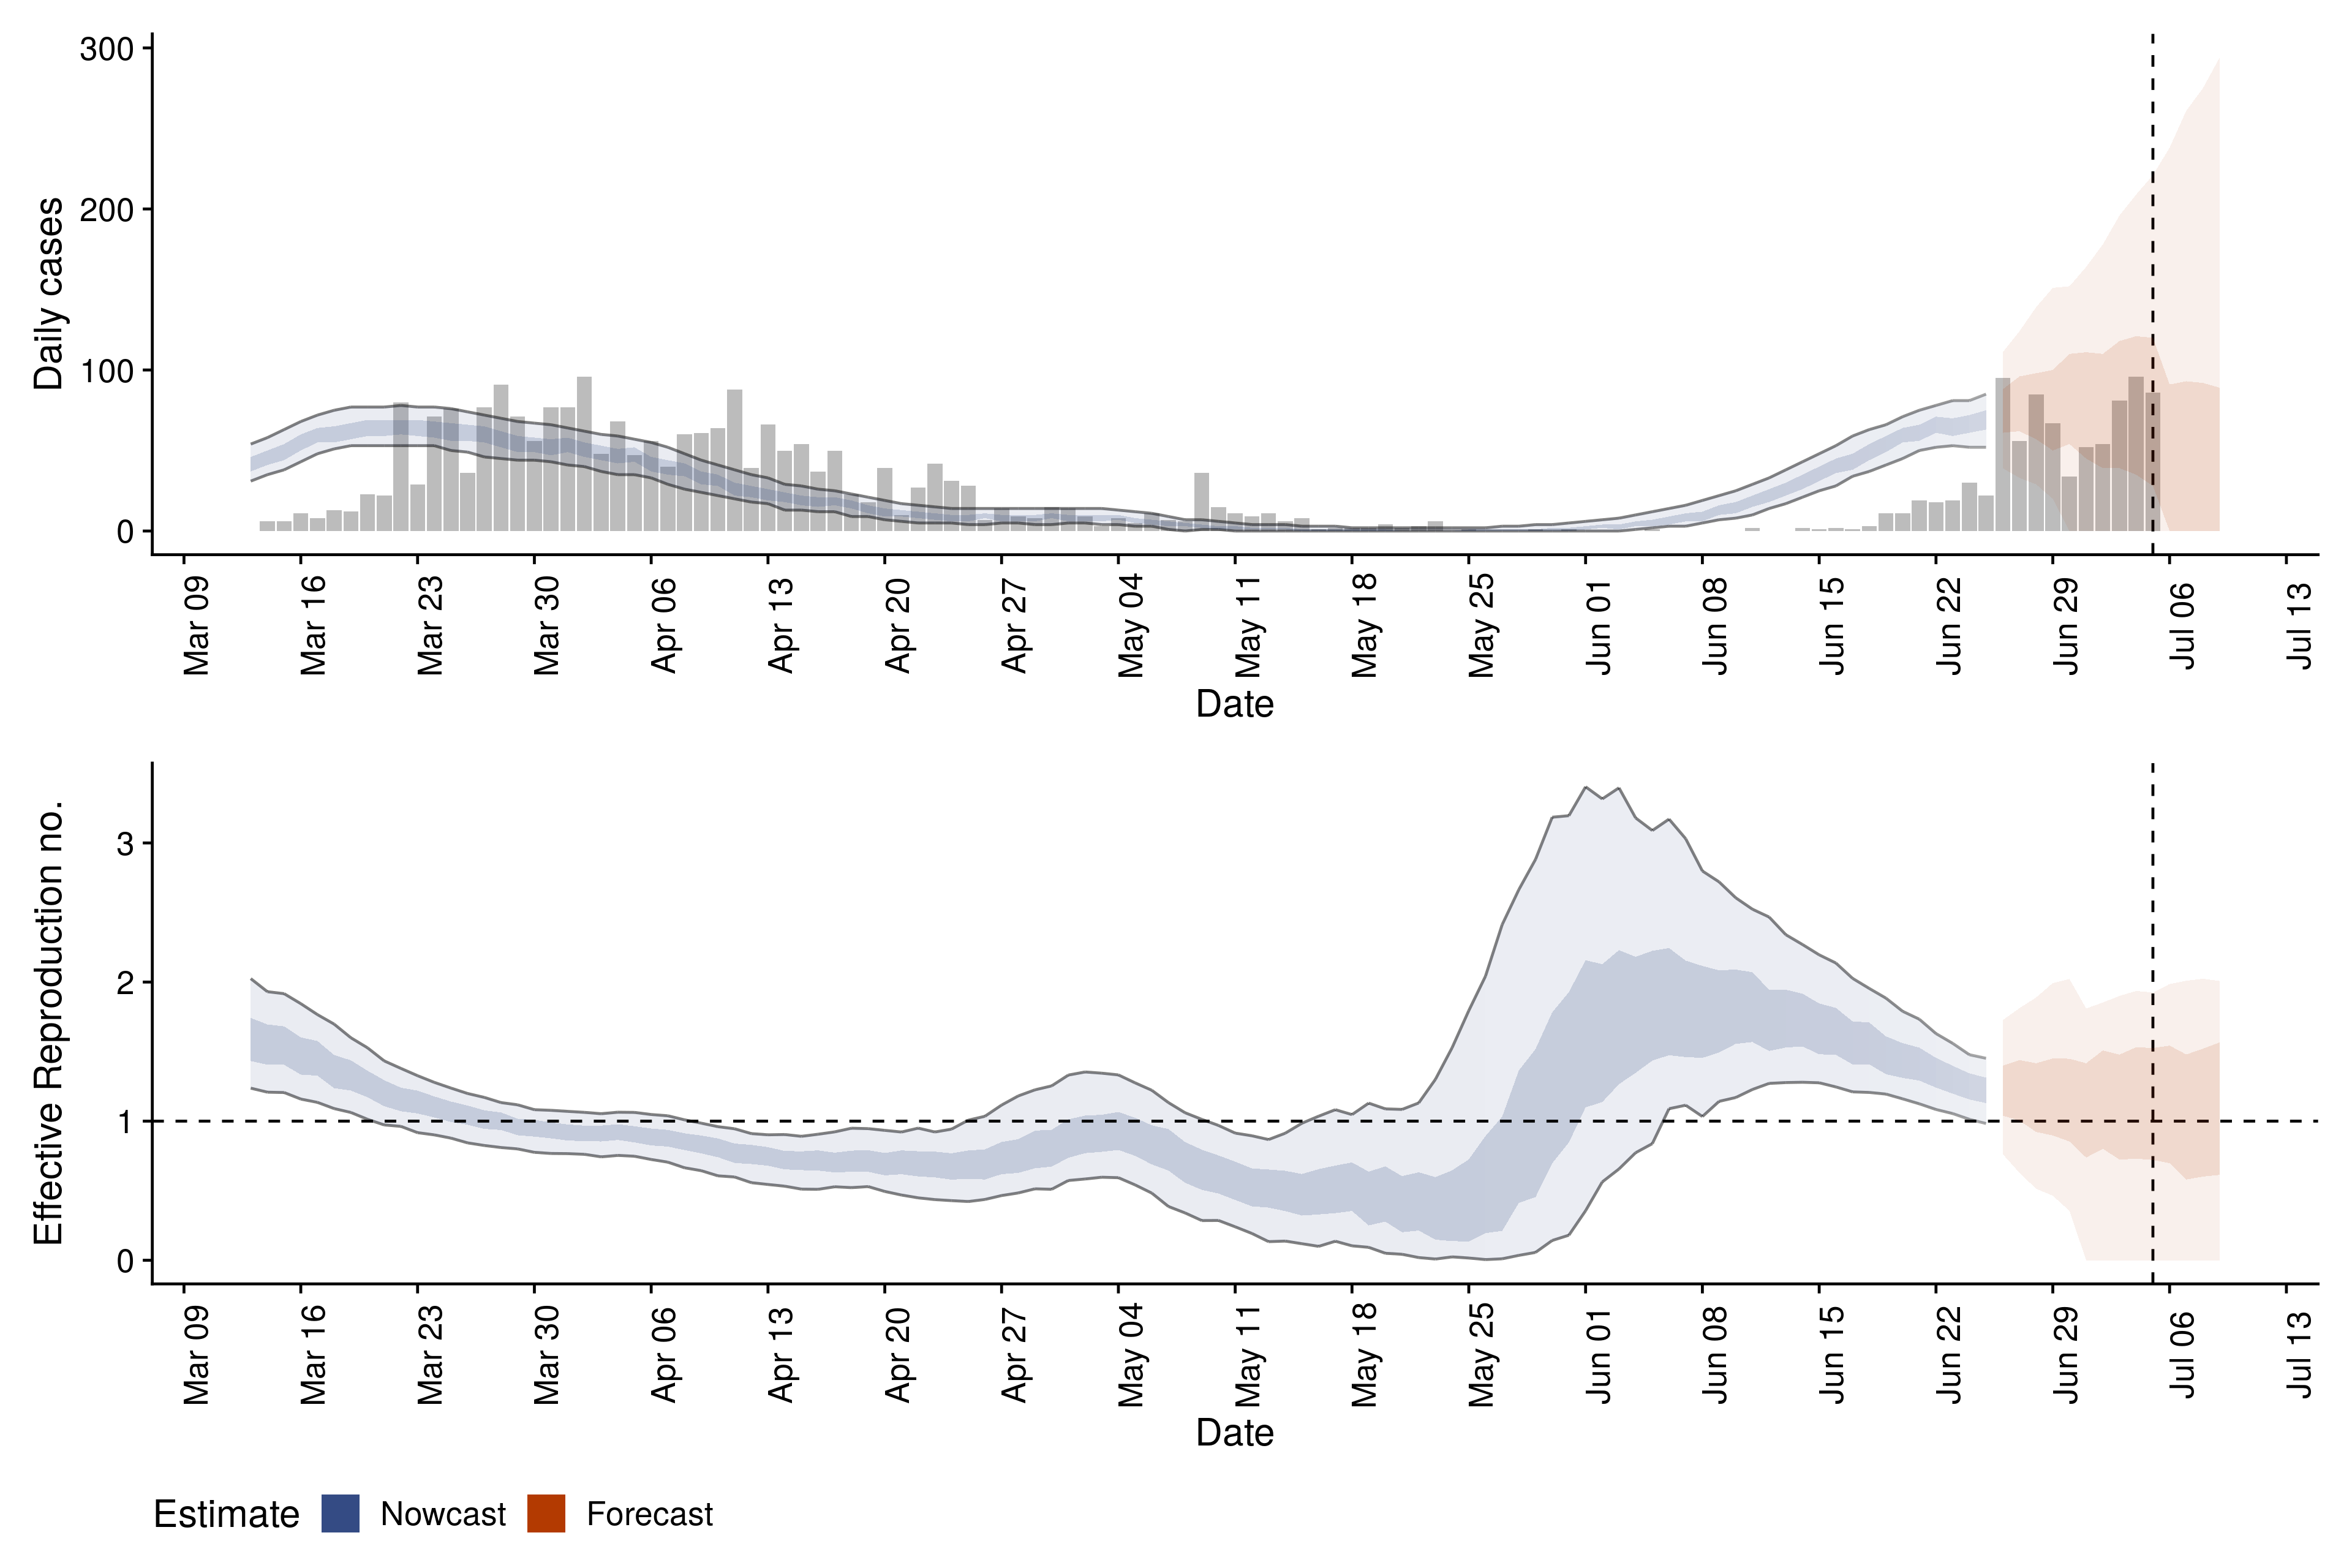 Daily cases
300
200
100
0
Mar 09 Mar 16 Mar 23 Mar 30 Apr 06 Apr 13 Apr 20 Apr 27 May 04 May 11 May 18 May 25 Jun 01 Jun 08 Jun 15 Jun 22 Jun 29 Jul 06 Jul 13
Date
Effective Reproduction no.
3
2
1
0
Mar 09 Mar 16 Mar 23 Mar 30 Apr 06 Apr 13 Apr 20 Apr 27 May 04 May 11 May 18 May 25 Jun 01 Jun 08 Jun 15 Jun 22 Jun 29 Jul 06 Jul 13
Date
Estimate Nowcast Forecast